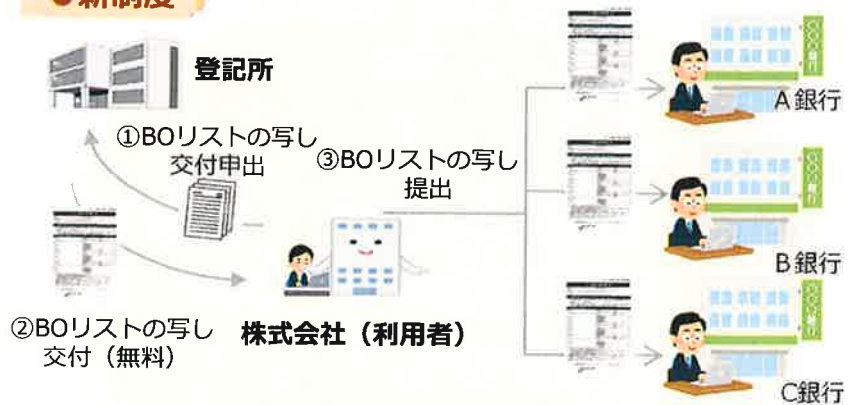 ●新制度
登記所
①BOリストの写し
交付申出
③BOリストの写し
提出
②BOリストの写し
交付（無料）
株式会社（利用者）
A銀行
B銀行
C銀行